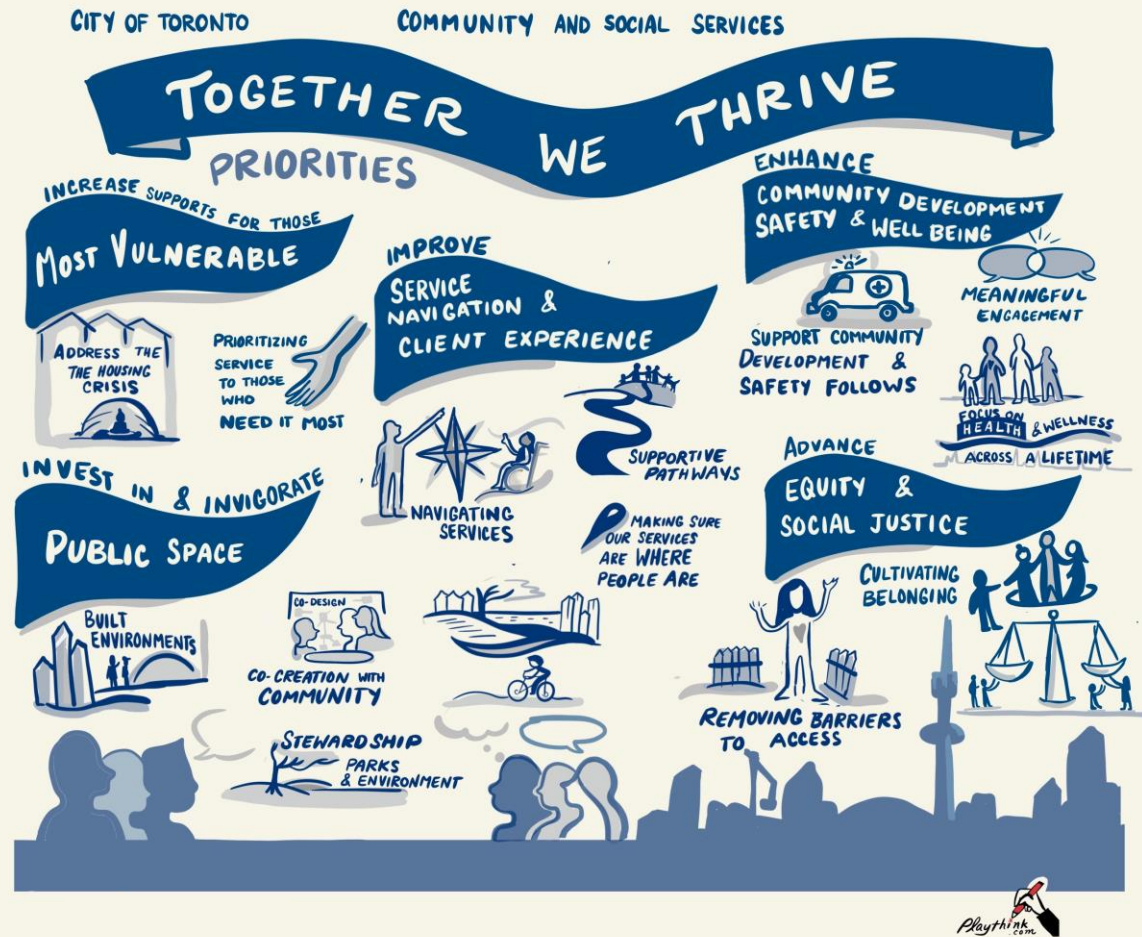 CITY OF TORONTO
COMMUNITY AND SOCIAL SERVICES
TOGETHER WE THRIVE
PRIORITIES
INCREASE SUPPORTS FOR THOSE
MOST VULNERABLE
ADDRESS THE
THE HOUSING
CRISIS
PRIORITIZING
SERVICE
TO THOSE
WHO
NEED IT MOST
IMPROVE
SERVICE
NAVIGATION &
CLIENT EXPERIENCE
NAVIGATING
SERVICES
SUPPORTIVE
PATHWAYS
MAKING SURE
OUR SERVICES
ARE WHERE
PEOPLE ARE
ENHANCE
COMMUNITY DEVELOPMENT
SAFETY & WELL BEING
SUPPORT COMMUNITY
DEVELOPMENT &
SAFETY FOLLOWS
MEANINGFUL
ENGAGEMENT
FOCUS ON
HEALTH & WELLNESS
ACROSS A LIFETIME
INVEST IN & INVIGORATE
PUBLIC SPACE
BUILT
ENVIRONMENTS
CO-DESIGN
CO-CREATION WITH
COMMUNITY
STEWARDSHIP
PARKS
& ENVIRONMENT
ADVANCE
EQUITY &
SOCIAL JUSTICE
CULTIVATING
BELONGING
REMOVING BARRIERS
TO ACCESS
Playthink
.com